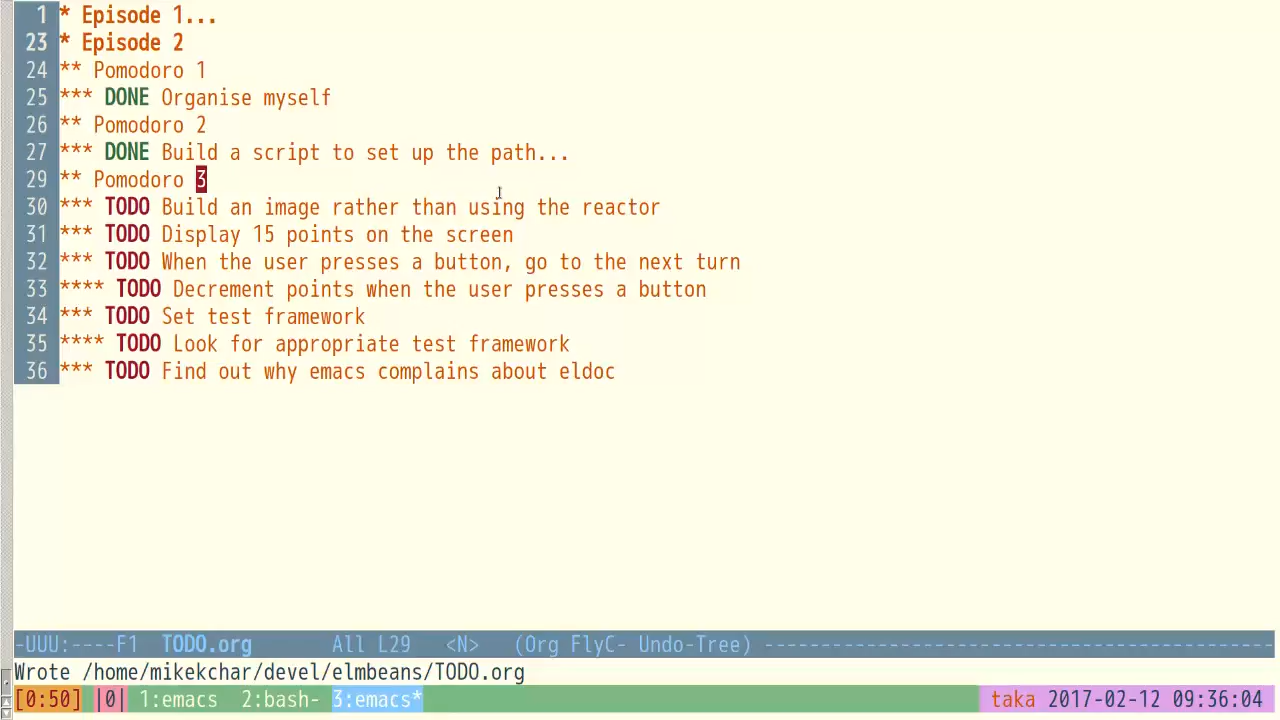 1 * Episode 1...
23 * Episode 2
24 ** Pomodoro 1
25 *** DONE Organise myself
26 ** Pomodoro 2
27 *** DONE Build a script to set up the path...
29 ** Pomodoro 3
30 *** TODO Build an image rather than using the reactor
31 *** TODO Display 15 points on the screen
32 *** TODO When the user presses a button, go to the next turn
33 **** TODO Decrement points when the user presses a button
34 *** TODO Set test framework
35 **** TODO Look for appropriate test framework
36 *** TODO Find out why emacs complains about eldoc
-UUU:----F1 TODO.org All L29 <N> (Org FlyC- Undo-Tree) ---------------------------------------------
Wrote /home/mikekchar/devel/elmbeans/TODO.org
[0:50] |0| 1:emacs 2:bash- 3:emacs* taka 2017-02-12 09:36:04